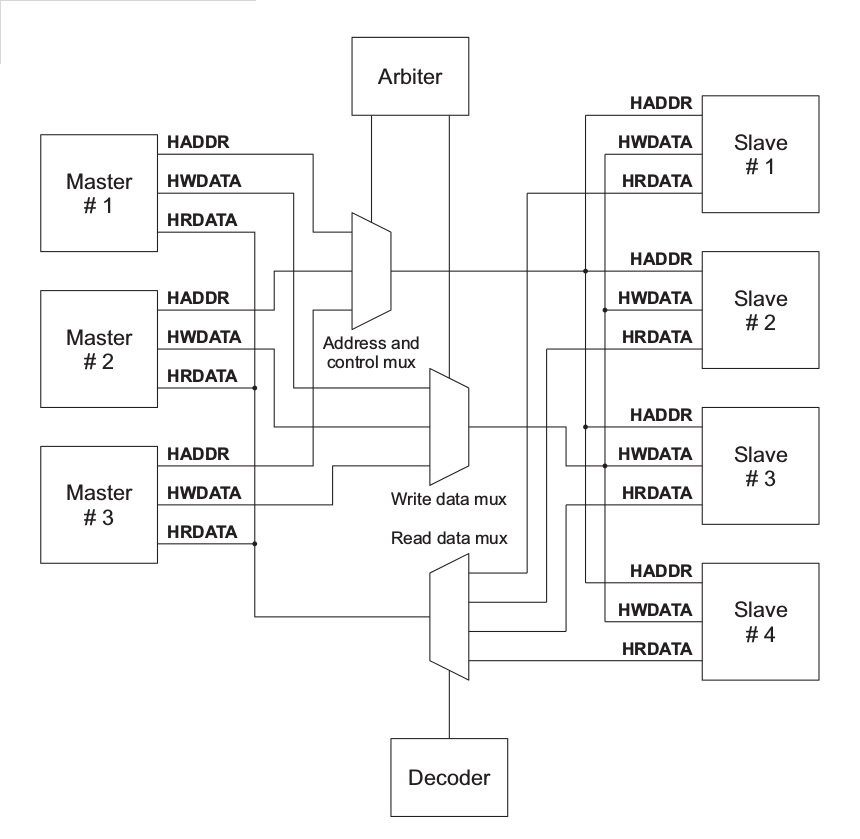 Arbiter
Master
# 1
HADDR
HWDATA
HRDATA
Master
# 2
HADDR
HWDATA
HRDATA
Master
# 3
HADDR
HWDATA
HRDATA
Address and
control mux
Write data mux
Read data mux
HADDR
HWDATA
HRDATA
Slave
# 1
HADDR
HWDATA
HRDATA
Slave
# 2
HADDR
HWDATA
HRDATA
Slave
# 3
HADDR
HWDATA
HRDATA
Slave
# 4
Decoder